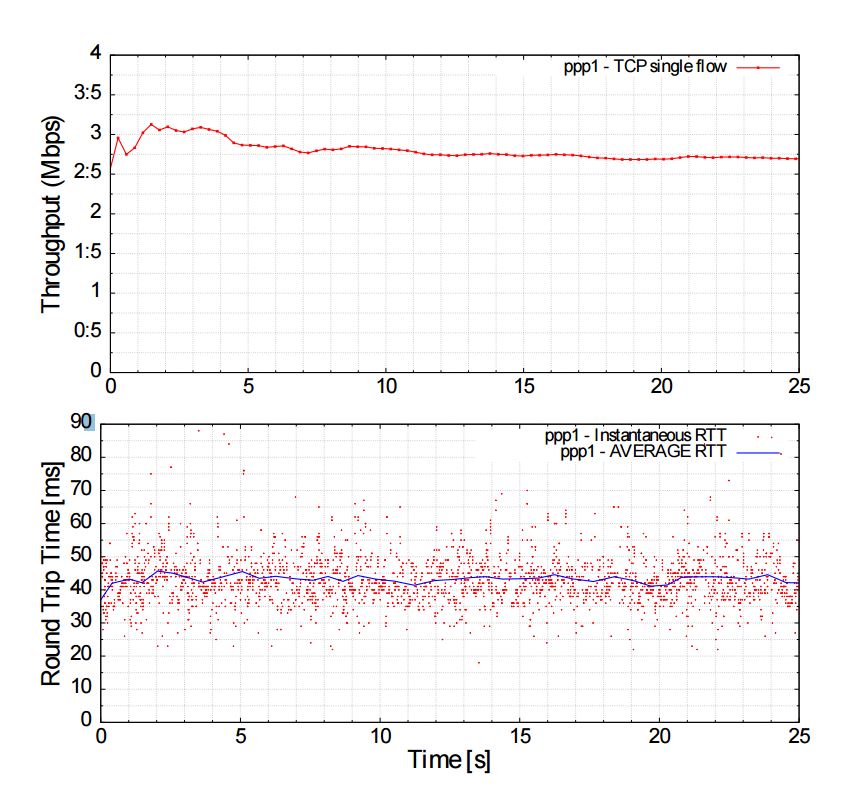 4
3:5
3
2:5
2
1:5
1
0:5
0
Throughput (Mbps)
ppp1 - TCP single flow
0 5 10 15 20 25
90
80
70
60
50
40
30
20
10
0
Round Trip Time [ms]
ppp1 - Instantaneous RTT
ppp1 - AVERAGE RTT
0 5 10 15 20 25
Time [s]